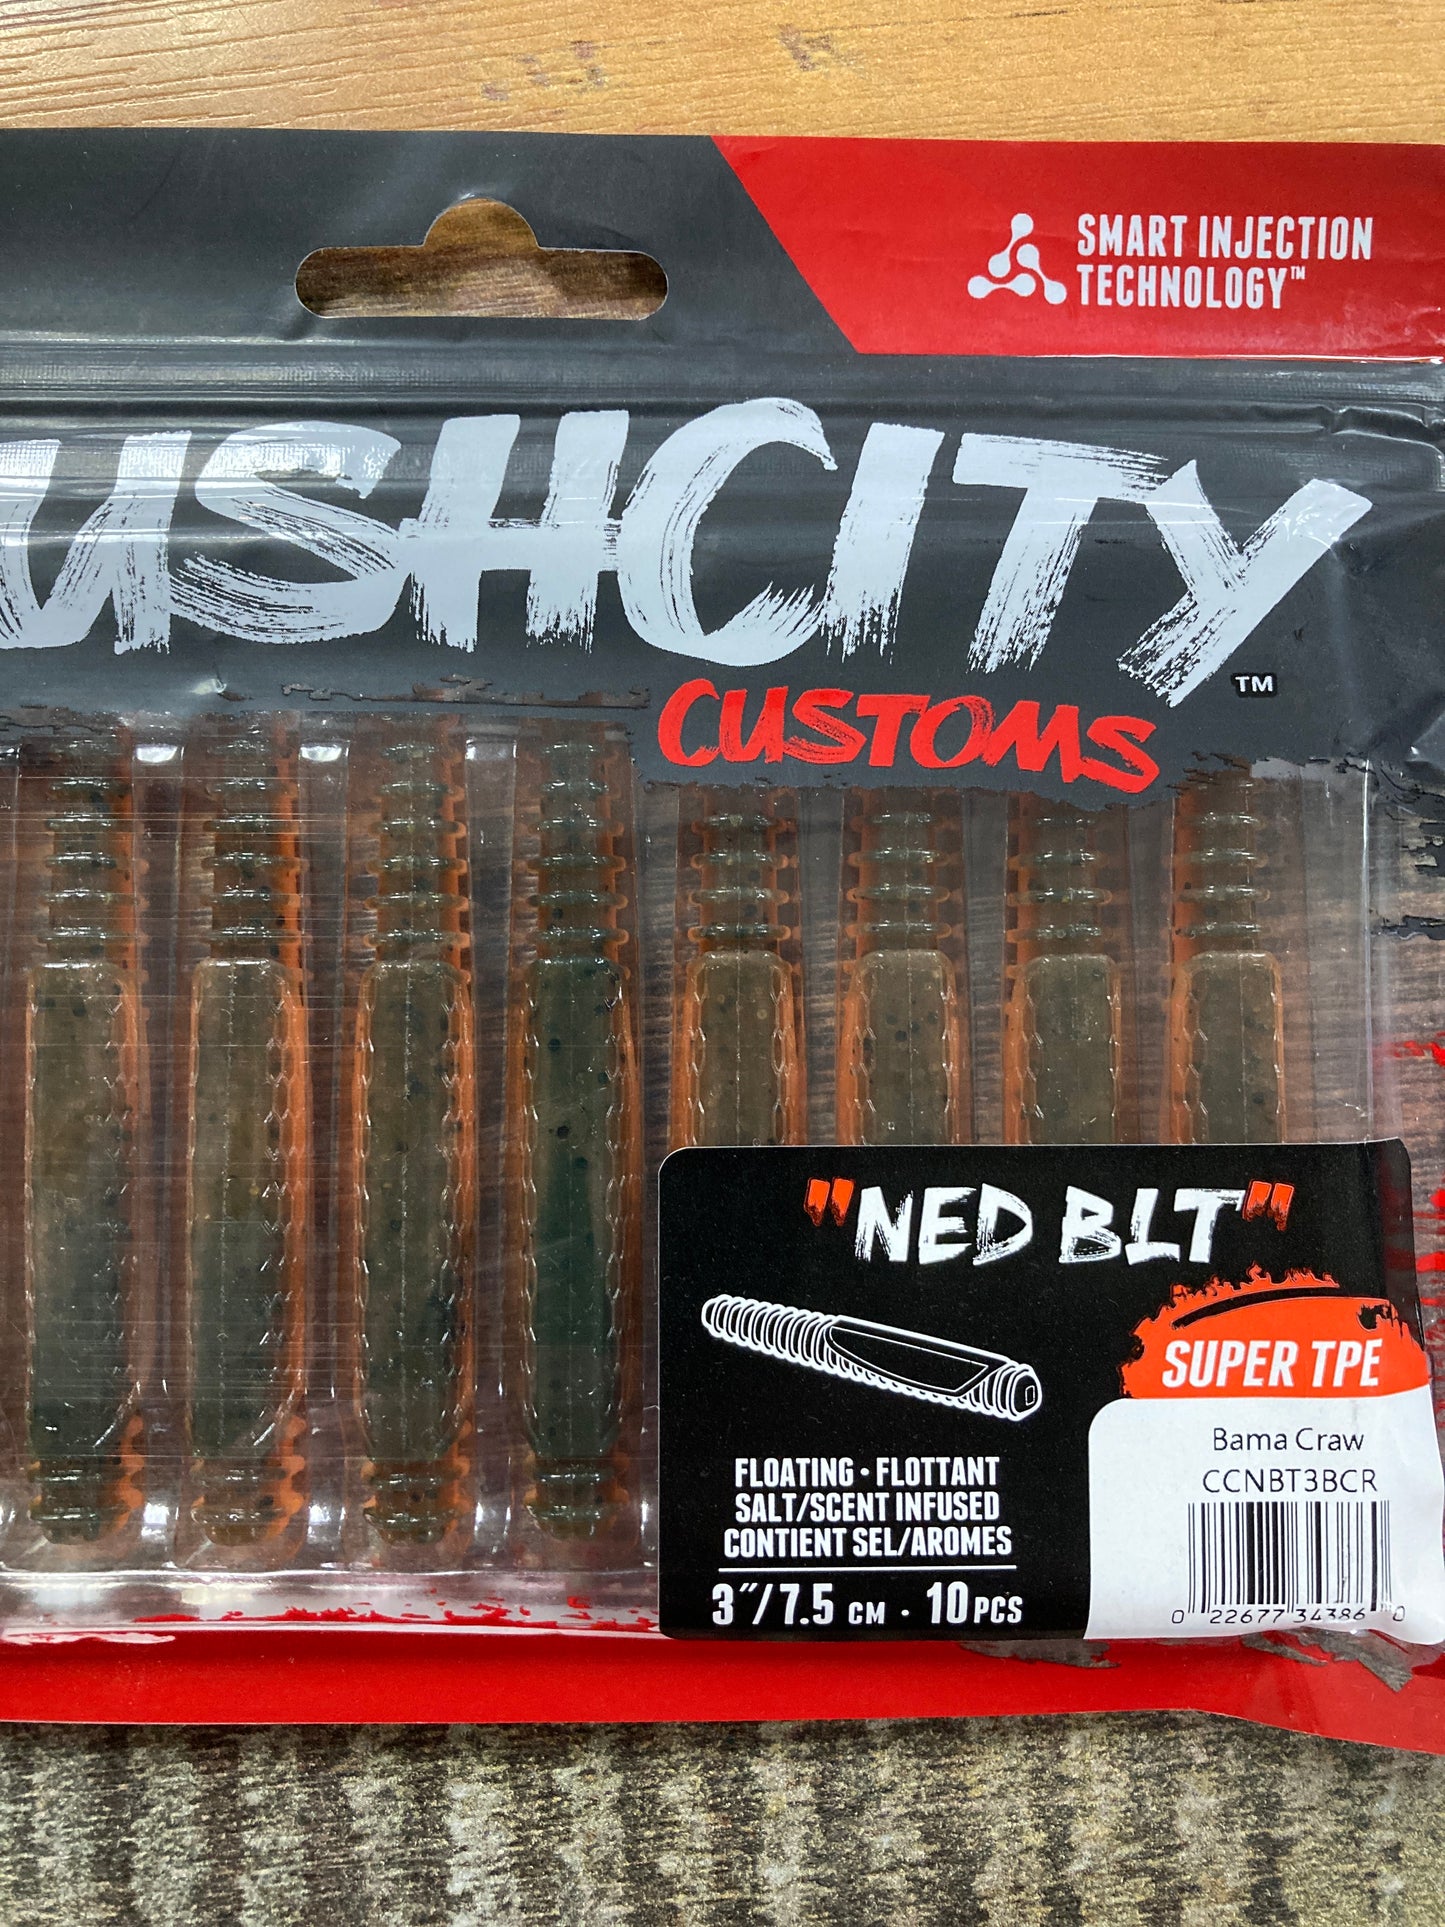 SMART INJECTION
TECHNOLOGY™
USHCITY
™
CUSTOMS
"NED BLT"
SUPER TPE
Bama Craw
CCNBT3BCR
FLOATING • FLOTTANT
SALT/SCENT INFUSED
CONTIENT SEL/AROMES
3"/7.5 CM • 10 PCS
0 22677 34386 0